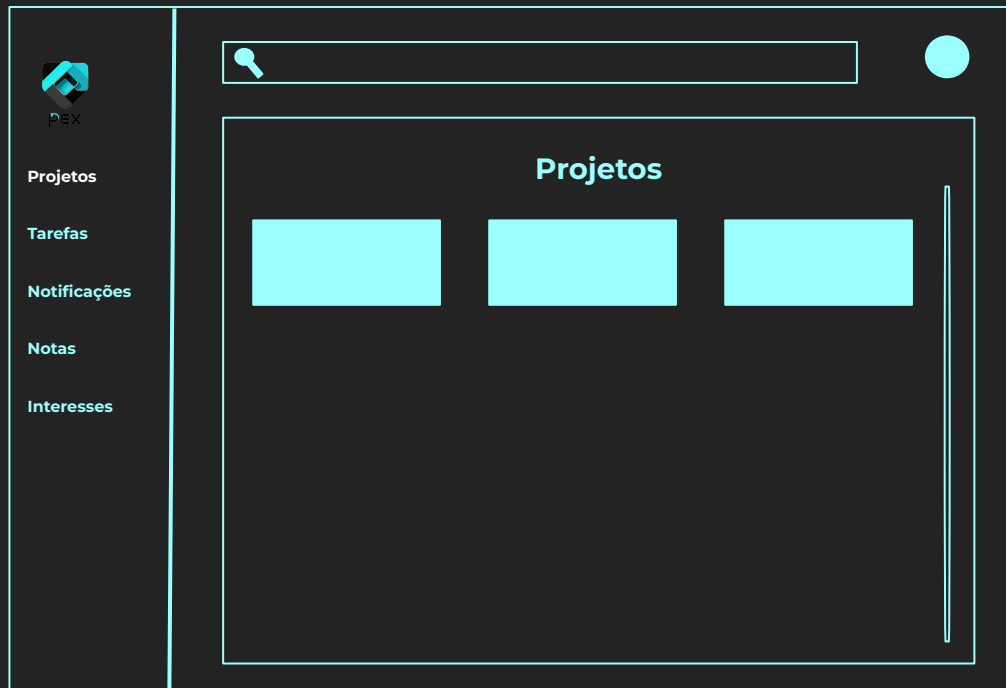 PEX
Projetos
Tarefas
Notificações
Notas
Interesses
Projetos